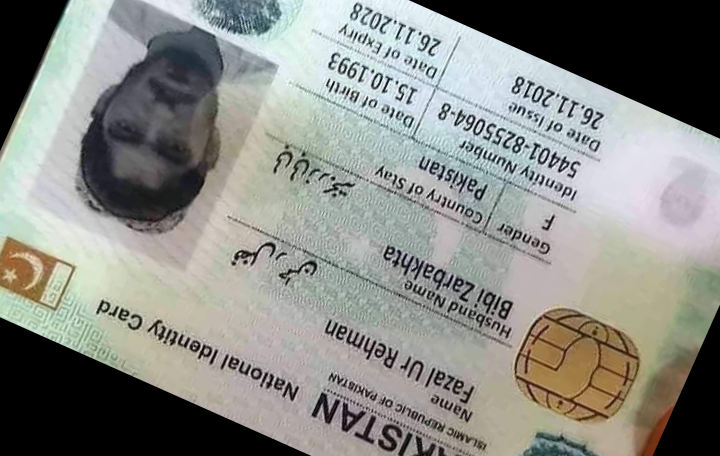 PAKISTAN National Identity Card
ISLAMIC REPUBLIC OF PAKISTAN
Name
Fazal Ur Rehman
فضل رحمن
Husband Name
Bibi Zarbakhta
Gender
F
Country of Stay
Pakistan
Identity Number
54401-8255064-8
Date of Birth
15.10.1993
Date of Issue
26.11.2018
Date of Expiry
26.11.2028